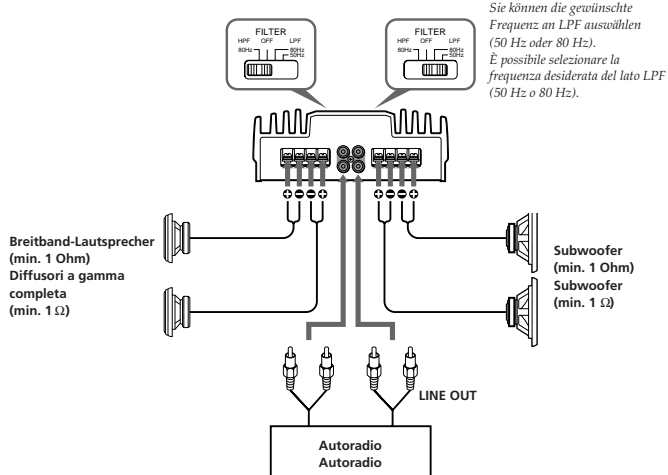 Sie können die gewünschte
Frequenz an LPF auswählen
(50 Hz oder 80 Hz).
È possibile selezionare la
frequenza desiderata del lato LPF
(50 Hz o 80 Hz).
FILTER
HPF OFF LPF
80Hz 80Hz
50Hz
FILTER
HPF OFF LPF
80Hz 80Hz
50Hz
Breitband-Lautsprecher
(min. 1 Ohm)
Diffusori a gamma
completa
(min. 1 Ω)
Subwoofer
(min. 1 Ohm)
Subwoofer
(min. 1 Ω)
LINE OUT
Autoradio
Autoradio